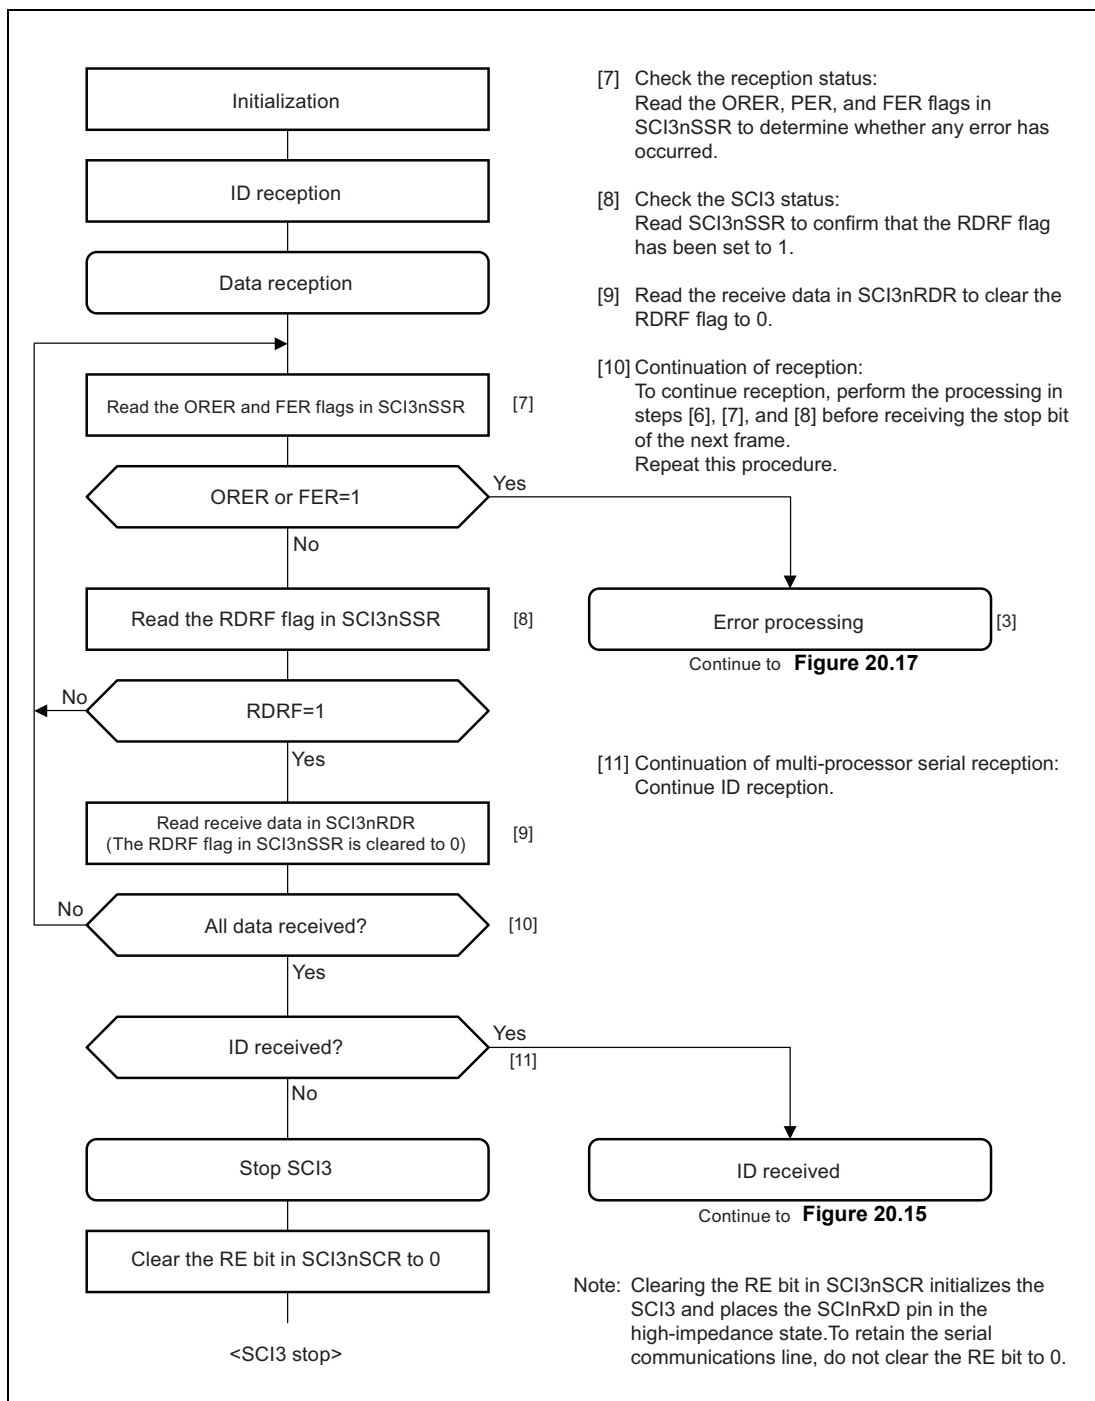 Initialization
ID reception
Data reception
Read the ORER and FER flags in SCI3nSSR
[7]
ORER or FER=1
Yes
No
Read the RDRF flag in SCI3nSSR
[8]
Error processing
[3]
Continue to Figure 20.17
No
RDRF=1
Yes
Read receive data in SCI3nRDR
(The RDRF flag in SCI3nSSR is cleared to 0)
[9]
No
All data received?
[10]
Yes
ID received?
Yes
[11]
No
Stop SCI3
ID received
Continue to Figure 20.15
Clear the RE bit in SCI3nSCR to 0
<SCI3 stop>
[7] Check the reception status:
Read the ORER, PER, and FER flags in
SCI3nSSR to determine whether any error has
occurred.
[8] Check the SCI3 status:
Read SCI3nSSR to confirm that the RDRF flag
has been set to 1.
[9] Read the receive data in SCI3nRDR to clear the
RDRF flag to 0.
[10] Continuation of reception:
To continue reception, perform the processing in
steps [6], [7], and [8] before receiving the stop bit
of the next frame.
Repeat this procedure.
[11] Continuation of multi-processor serial reception:
Continue ID reception.
Note: Clearing the RE bit in SCI3nSCR initializes the
SCI3 and places the SCInRxD pin in the
high-impedance state.To retain the serial
communications line, do not clear the RE bit to 0.